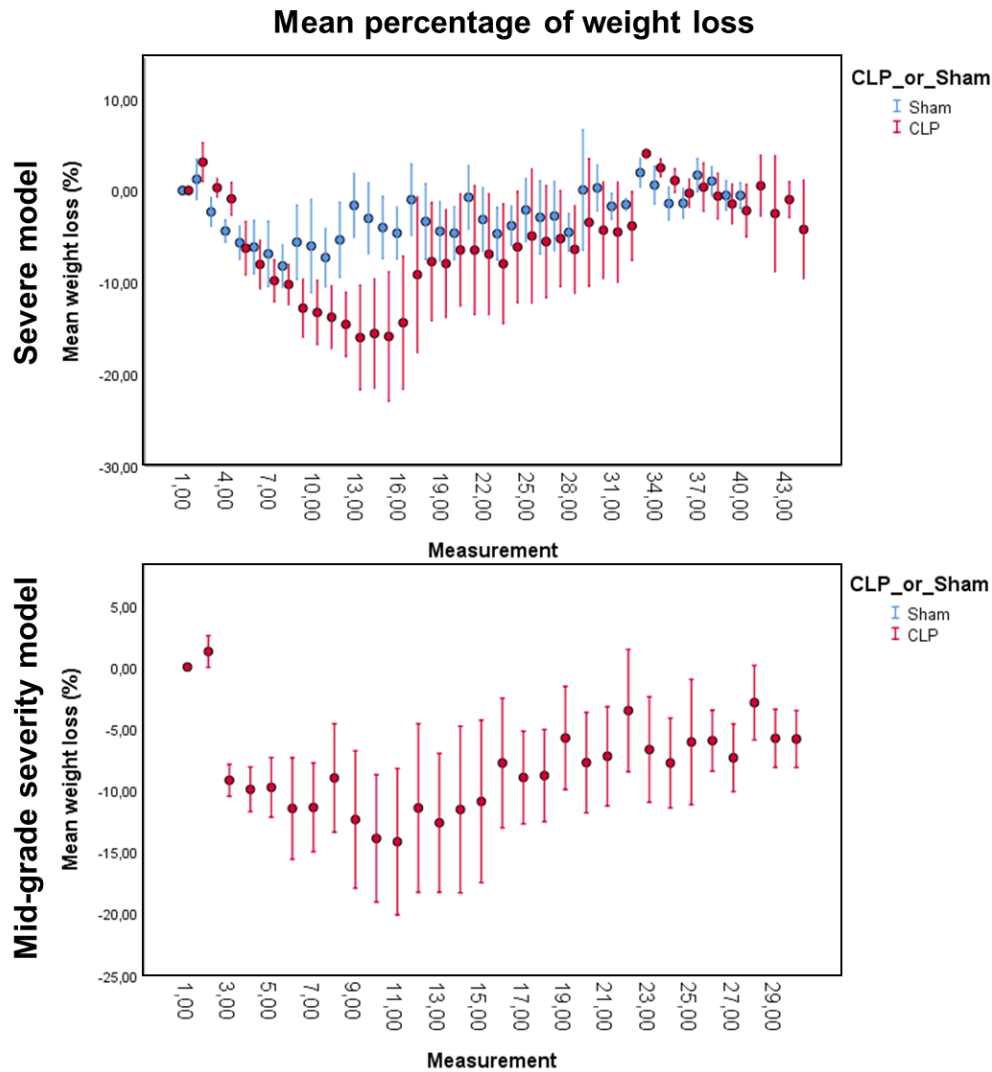 Mean percentage of weight loss
Severe model
Mean weight loss (%)
10,00
0,00
-10,00
-20,00
-30,00
1,00 4,00 7,00 10,00 13,00 16,00 19,00 22,00 25,00 28,00 31,00 34,00 37,00 40,00 43,00
Measurement
CLP_or_Sham
Sham
CLP
Mid-grade severity model
Mean weight loss (%)
5,00
0,00
-5,00
-10,00
-15,00
-20,00
-25,00
1,00 3,00 5,00 7,00 9,00 11,00 13,00 15,00 17,00 19,00 21,00 23,00 25,00 27,00 29,00
Measurement
CLP_or_Sham
Sham
CLP